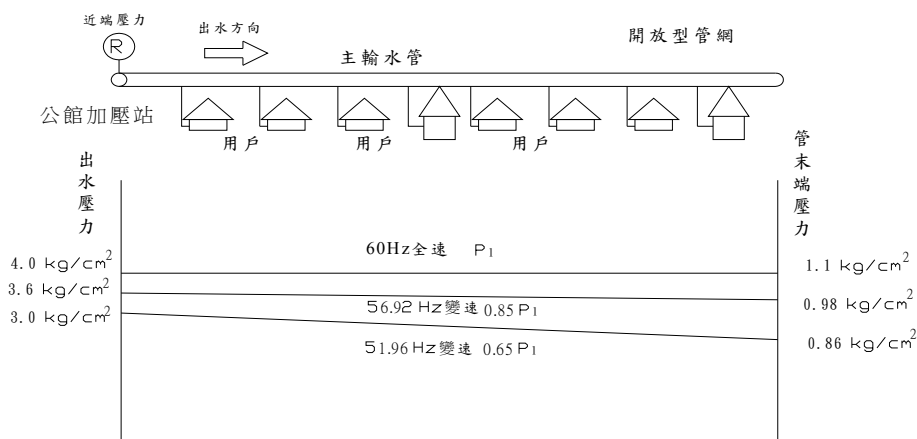 近端壓力
出水方向
開放型管網
R
主輸水管
公館加壓站
用戶
用戶
用戶
出水壓力
管末端壓力
60Hz全速 P1
4.0 kg/cm²
1.1 kg/cm²
3.6 kg/cm²
56.92 Hz變速 0.85 P1
0.98 kg/cm²
3.0 kg/cm²
51.96 Hz變速 0.65 P1
0.86 kg/cm²